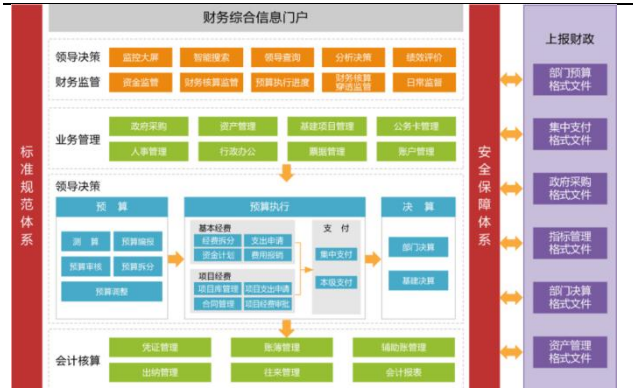 财务综合信息门户
标准规范体系
领导决策
监控大屏
智能搜索
领导查询
分析决策
绩效评价
财务监管
资金监管
财务核算监管
预算执行进度
财务核算
穿透监管
日常监督
业务管理
政府采购
资产管理
基建项目管理
公务卡管理
人事管理
行政办公
票据管理
账户管理
领导决策
预 算
测 算
预算编报
预算审核
预算拆分
预算调整
预算执行
基本经费
经费拆分
支出申请
资金计划
费用报销
项目经费
项目库管理
项目支出申请
合同管理
项目经费审批
支 付
集中支付
本级支付
决 算
部门决算
基建决算
会计核算
凭证管理
账簿管理
辅助账管理
出纳管理
往来管理
会计报表
安全保障体系
上报财政
部门预算
格式文件
集中支付
格式文件
政府采购
格式文件
指标管理
格式文件
部门决算
格式文件
资产管理
格式文件